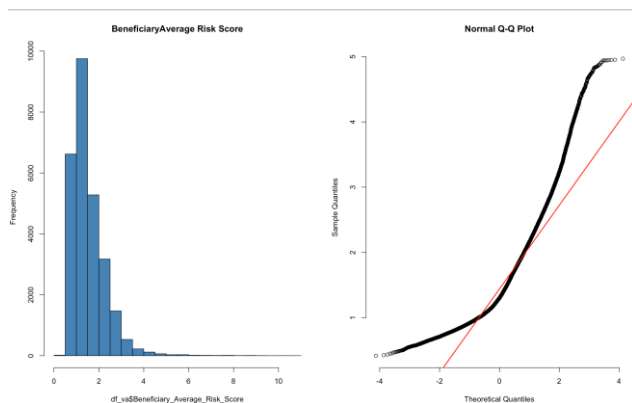 BeneficiaryAverage Risk Score
Frequency
0
2000
4000
6000
8000
10000
0 2 4 6 8 10
df_va$Beneficiary_Average_Risk_Score
Normal Q-Q Plot
Sample Quantiles
1
2
3
4
5
-4 -2 0 2 4
Theoretical Quantiles